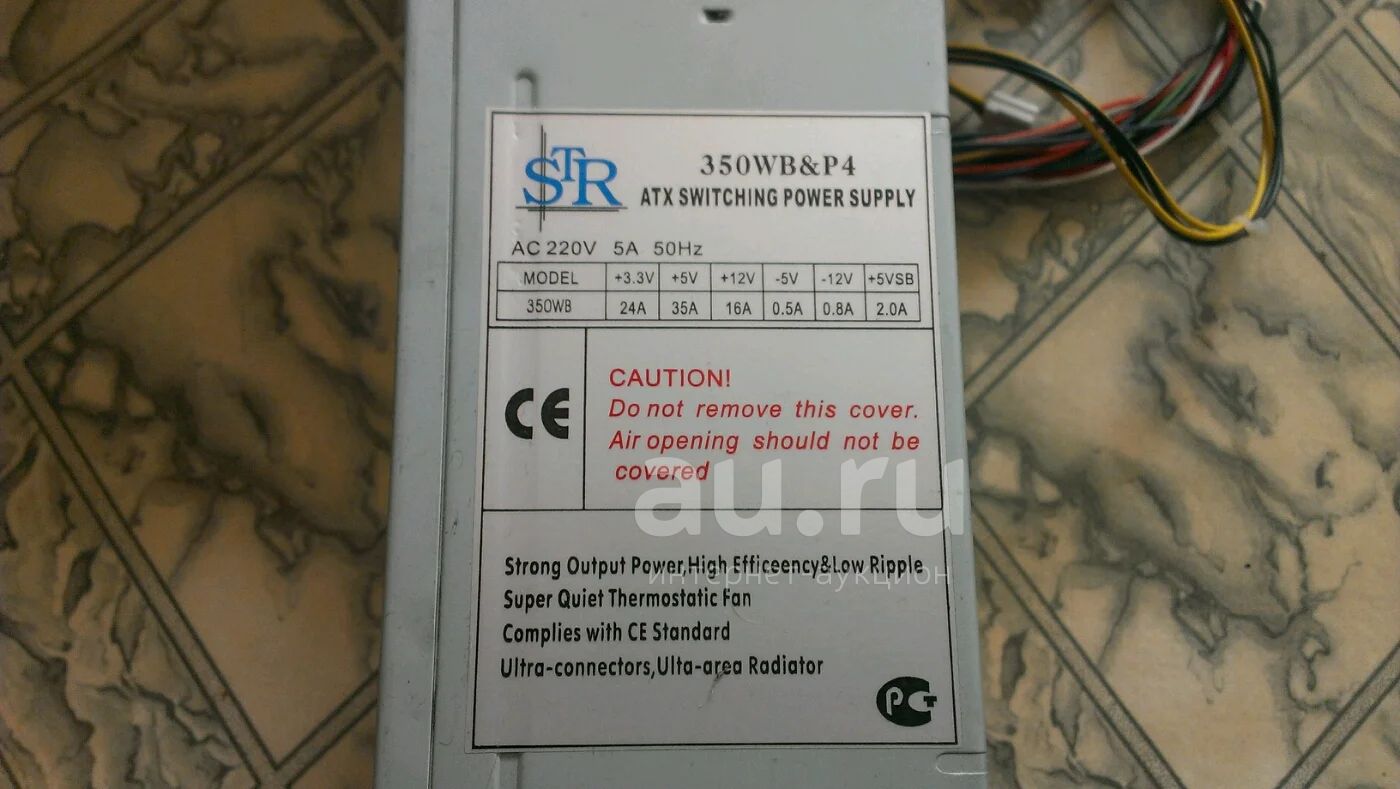 STR
350WB&P4
ATX SWITCHING POWER SUPPLY
AC 220V 5A 50Hz
MODEL +3.3V +5V +12V -5V -12V +5VSB
350WB 24A 35A 16A 0.5A 0.8A 2.0A
CE
CAUTION!
Do not remove this cover.
Air opening should not be
covered
au.ru
интернет-аукцион
Strong Output Power,High Efficeency&Low Ripple
Super Quiet Thermostatic Fan
Complies with CE Standard
Ultra-connectors,Ulta-area Radiator
РСТ